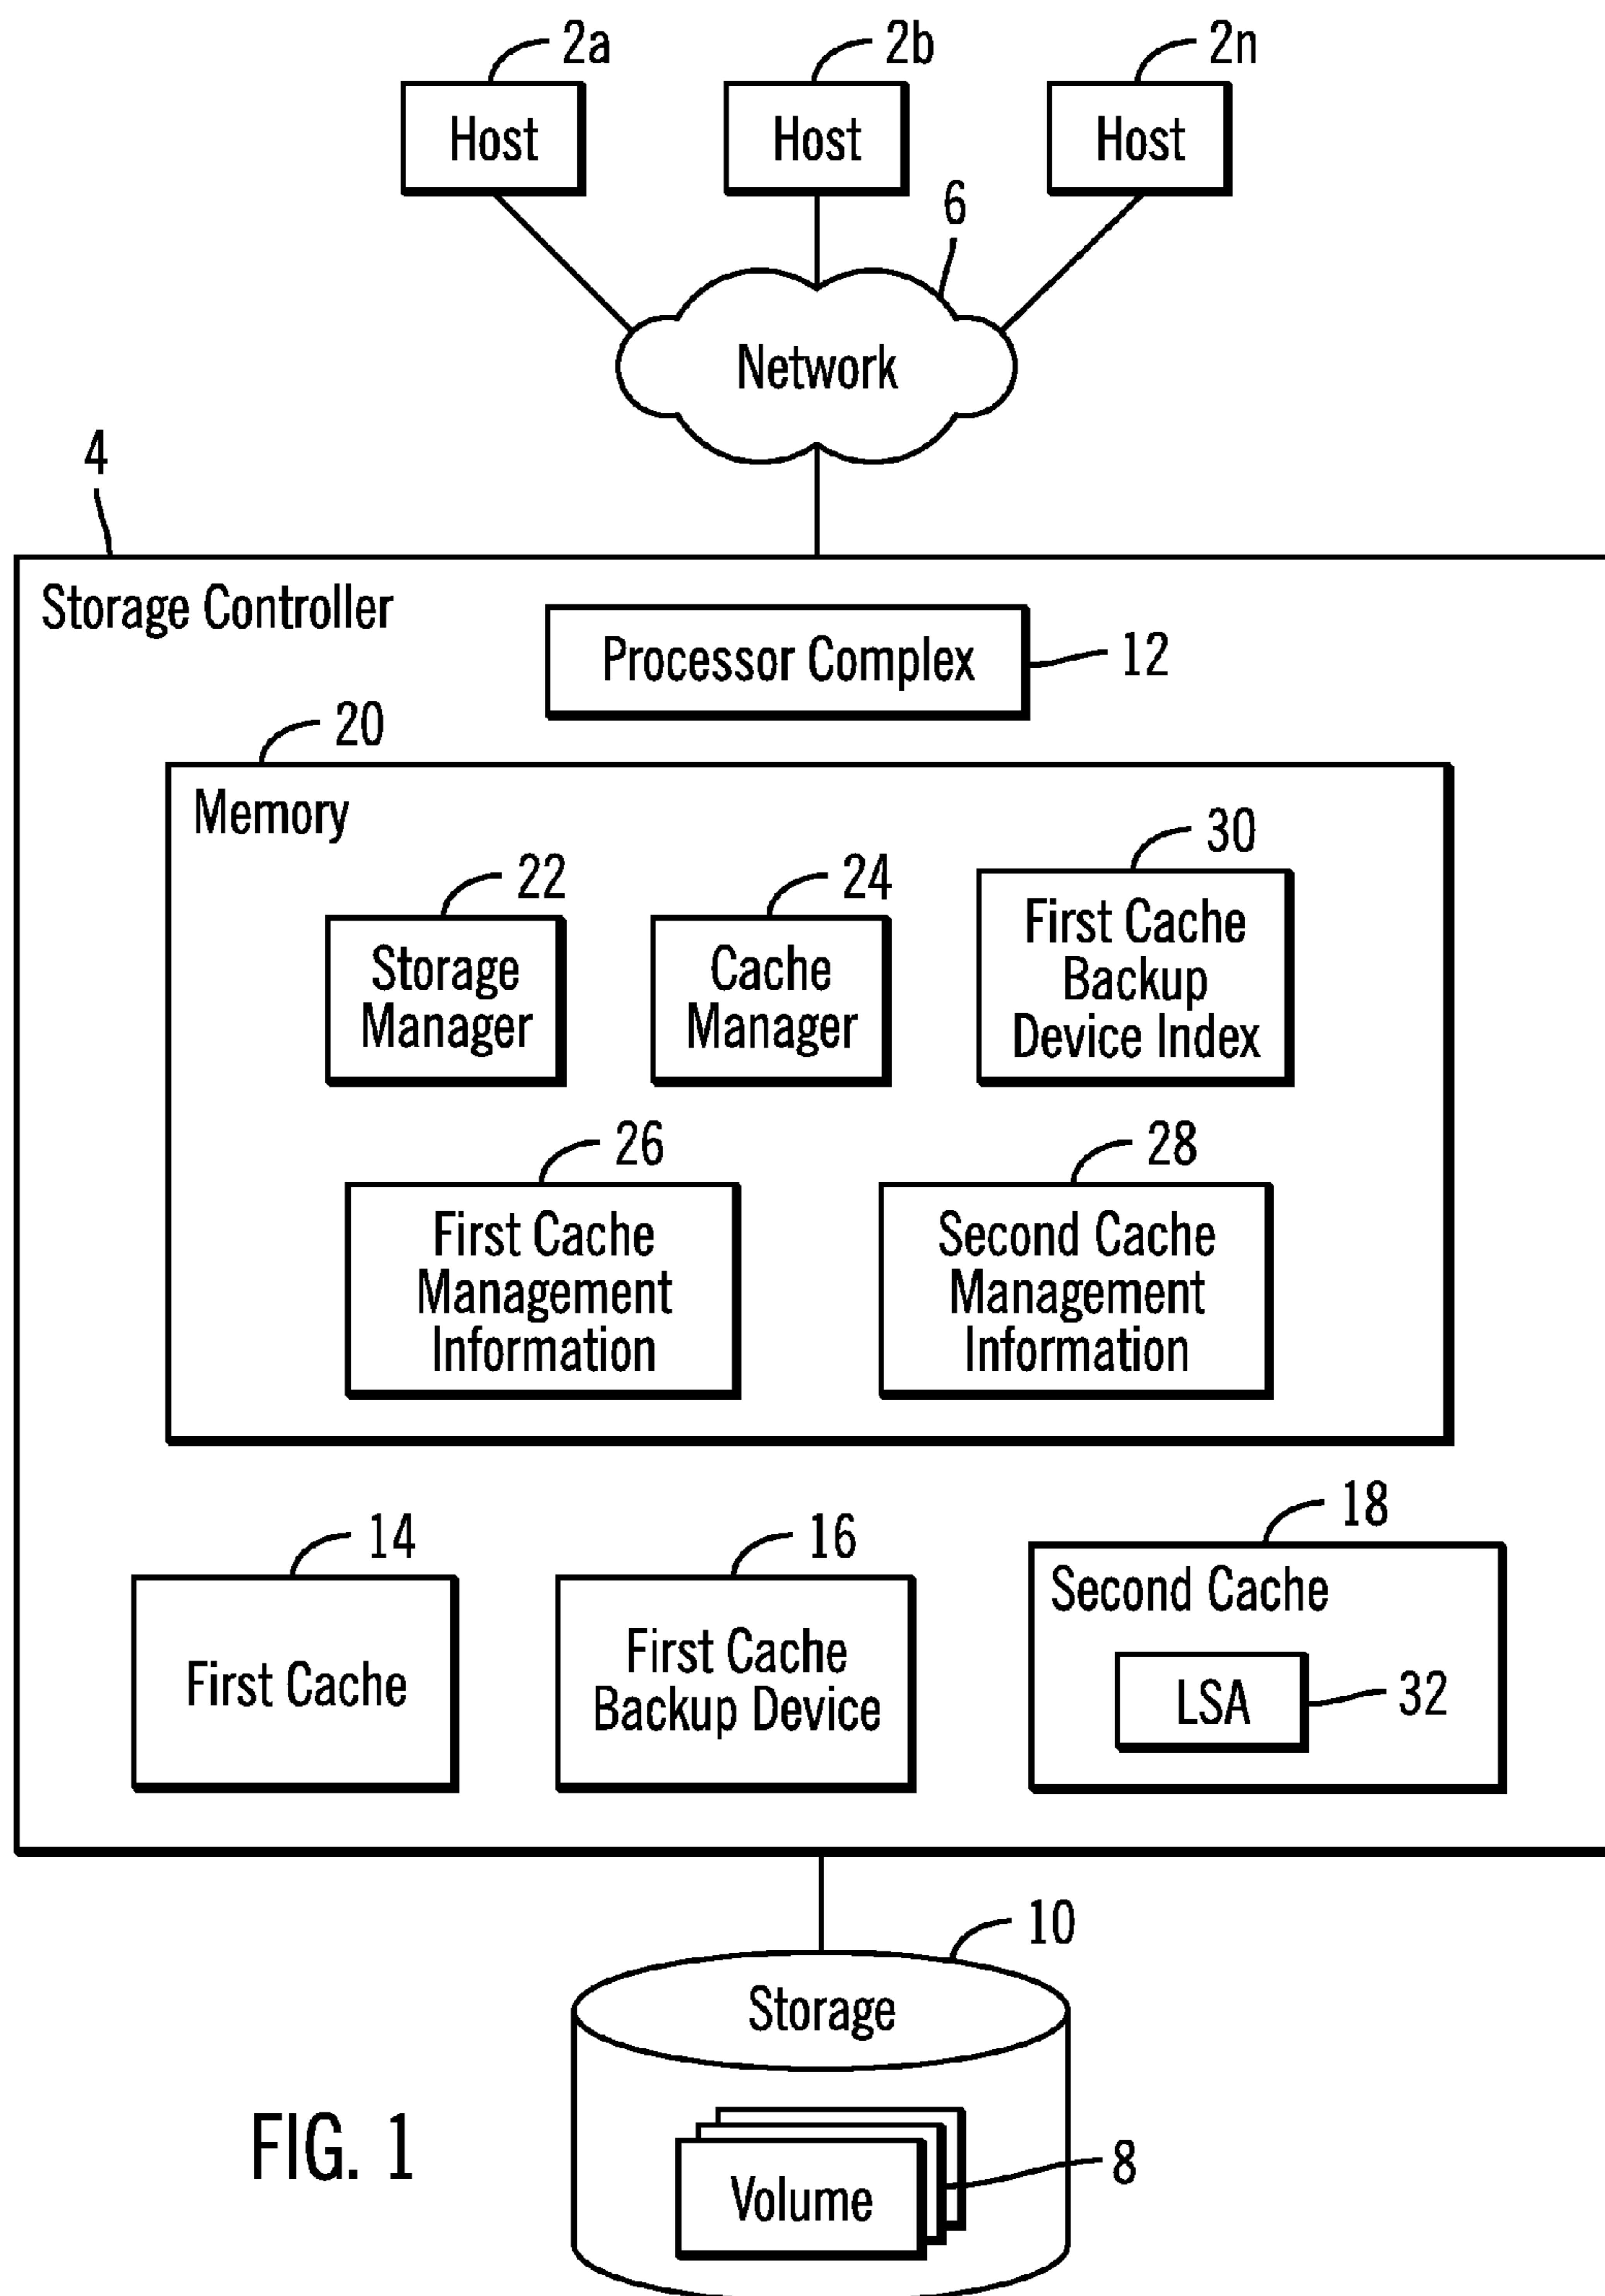 2a
2b
2n
Host
Host
Host
6
Network
4
Storage Controller
Processor Complex
12
20
Memory
22
24
30
Storage
Manager
Cache
Manager
First Cache
Backup
Device Index
26
28
First Cache
Management
Information
Second Cache
Management
Information
14
16
18
First Cache
First Cache
Backup Device
Second Cache
LSA
32
10
Storage
Volume
8
FIG. 1